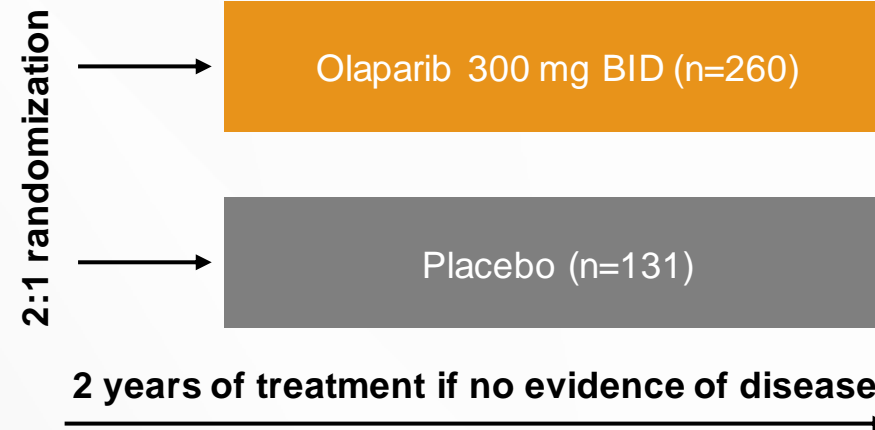 2:1 randomization
Olaparib 300 mg BID (n=260)
Placebo (n=131)
2 years of treatment if no evidence of disease